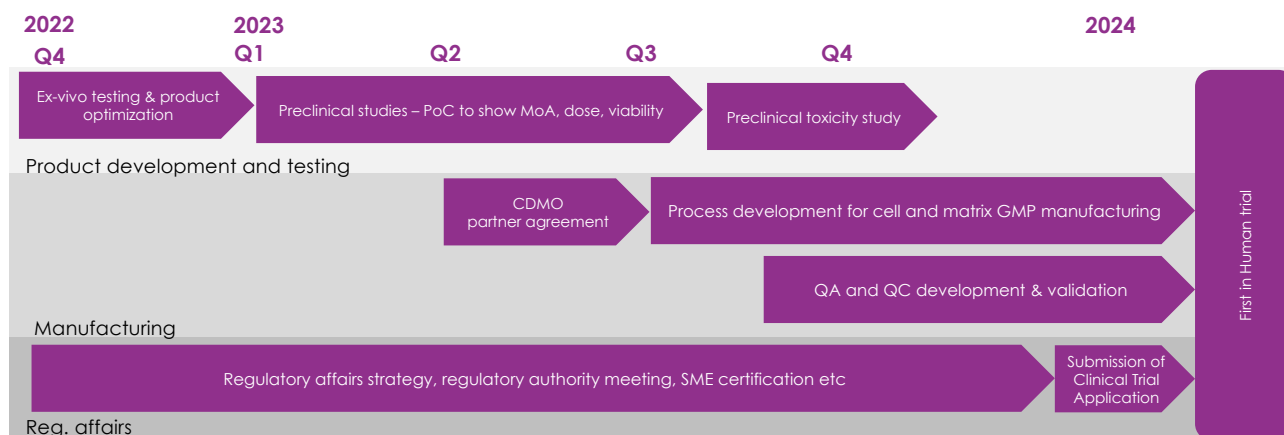 2022
2023
2024
Q4
Q1
Q2
Q3
Q4
Ex-vivo testing & product
optimization
Preclinical studies – PoC to show MoA, dose, viability
Preclinical toxicity study
Product development and testing
CDMO
partner agreement
Process development for cell and matrix GMP manufacturing
QA and QC development & validation
Manufacturing
Regulatory affairs strategy, regulatory authority meeting, SME certification etc
Submission of
Clinical Trial
Application
Reg. affairs
First in Human trial